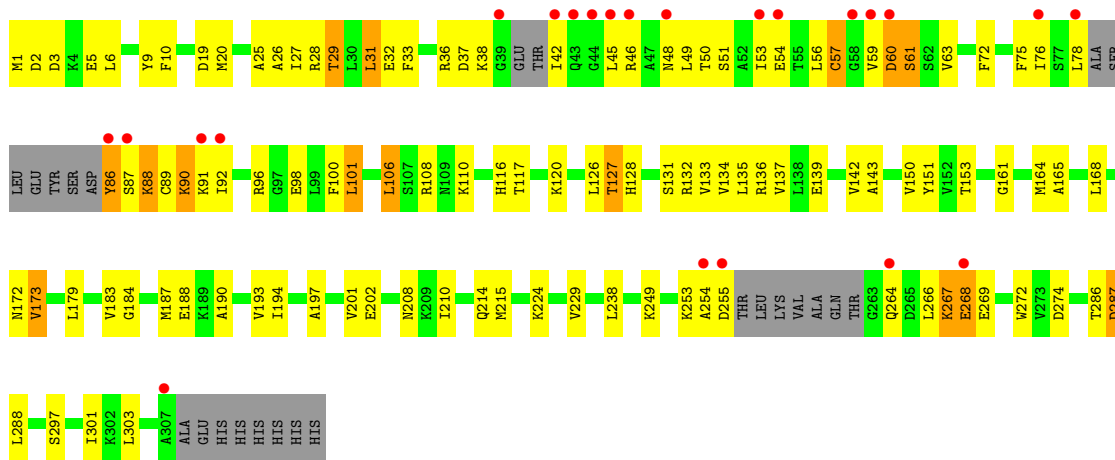 M1 D2 D3 K4 E5 L6 Y9 F10 D19 M20 A25 A26 I27 R28 T29 L30 L31 E32 F33 R36 D37 K38 G39 GLU THR I42 Q43 G44 L45 R46 A47 N48 L49 T50 S51 A52 I53 E54 T55 L56 C57 G58 V59 D60 S61 S62 V63 F72 F75 I76 S77 L78 ALA SER
LEU GLU TYR SER ASP Y86 S87 K88 C89 K90 K91 I92 R96 G97 E98 L99 F100 L101 L106 S107 R108 N109 K110 H116 T117 K120 L126 T127 H128 S131 R132 V133 V134 L135 R136 V137 L138 E139 V142 A143 V150 Y151 V152 T153 G161 M164 A165 L168
N172 V173 L179 V183 G184 M187 E188 K189 A190 V193 I194 A197 V201 E202 N208 K209 I210 Q214 M215 K224 V229 L238 K249 K253 A254 D255 THR LEU LYS VAL ALA GLN THR G263 Q264 D265 L266 K267 E268 E269 W272 V273 D274 T286
L288 S297 I301 K302 L303 A307 ALA GLU HIS HIS HIS HIS HIS HIS